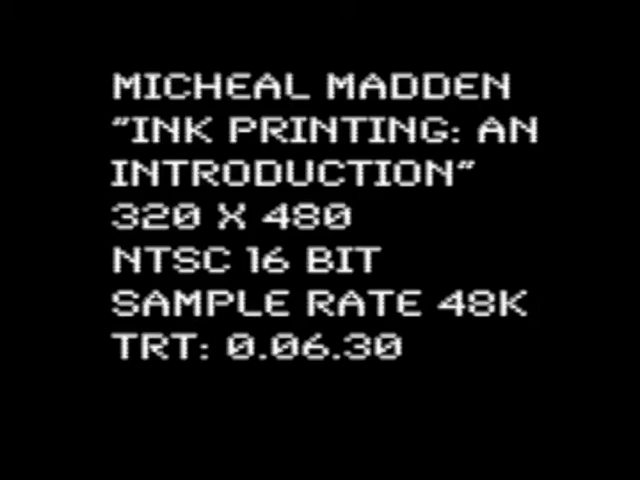 MICHEAL MADDEN
"INK PRINTING: AN
INTRODUCTION"
320 X 480
NTSC 16 BIT
SAMPLE RATE 48K
TRT: 0.06.30